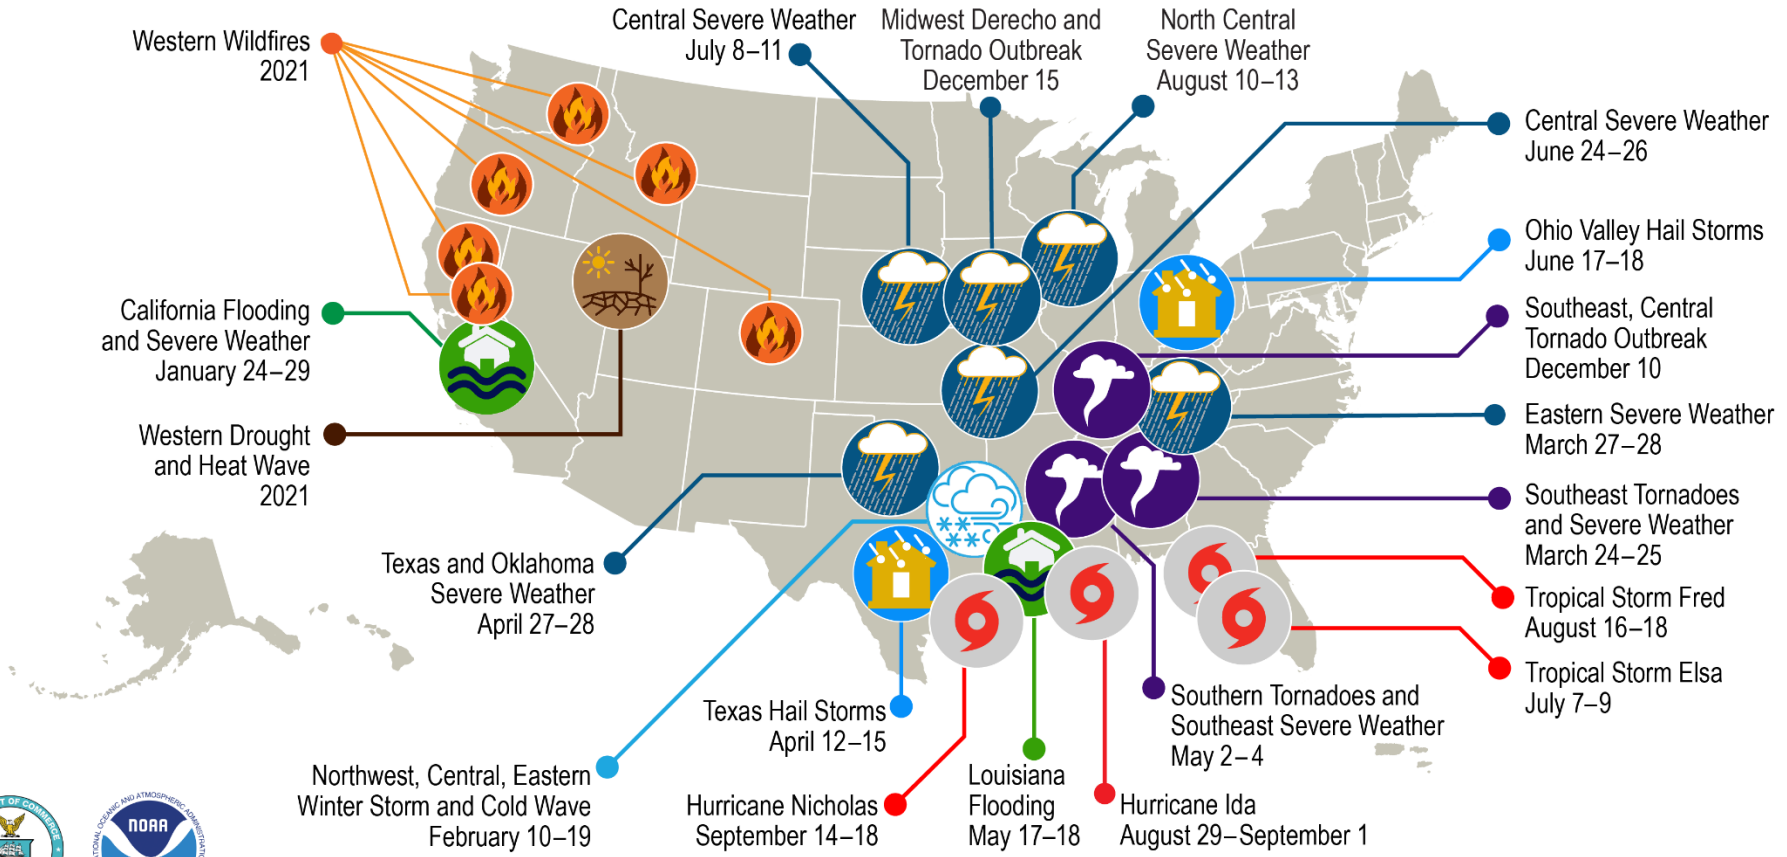 Western Wildfires
2021
Central Severe Weather
July 8–11
Midwest Derecho and
Tornado Outbreak
December 15
North Central
Severe Weather
August 10–13
Central Severe Weather
June 24–26
Ohio Valley Hail Storms
June 17–18
Southeast, Central
Tornado Outbreak
December 10
Eastern Severe Weather
March 27–28
Southeast Tornadoes
and Severe Weather
March 24–25
Tropical Storm Fred
August 16–18
Tropical Storm Elsa
July 7–9
California Flooding
and Severe Weather
January 24–29
Western Drought
and Heat Wave
2021
Texas and Oklahoma
Severe Weather
April 27–28
Texas Hail Storms
April 12–15
Northwest, Central, Eastern
Winter Storm and Cold Wave
February 10–19
Hurricane Nicholas
September 14–18
Louisiana
Flooding
May 17–18
Hurricane Ida
August 29–September 1
Southern Tornadoes and
Southeast Severe Weather
May 2–4
OF COMMERCE
OCEANIC AND ATMOSPHERIC
NOAA